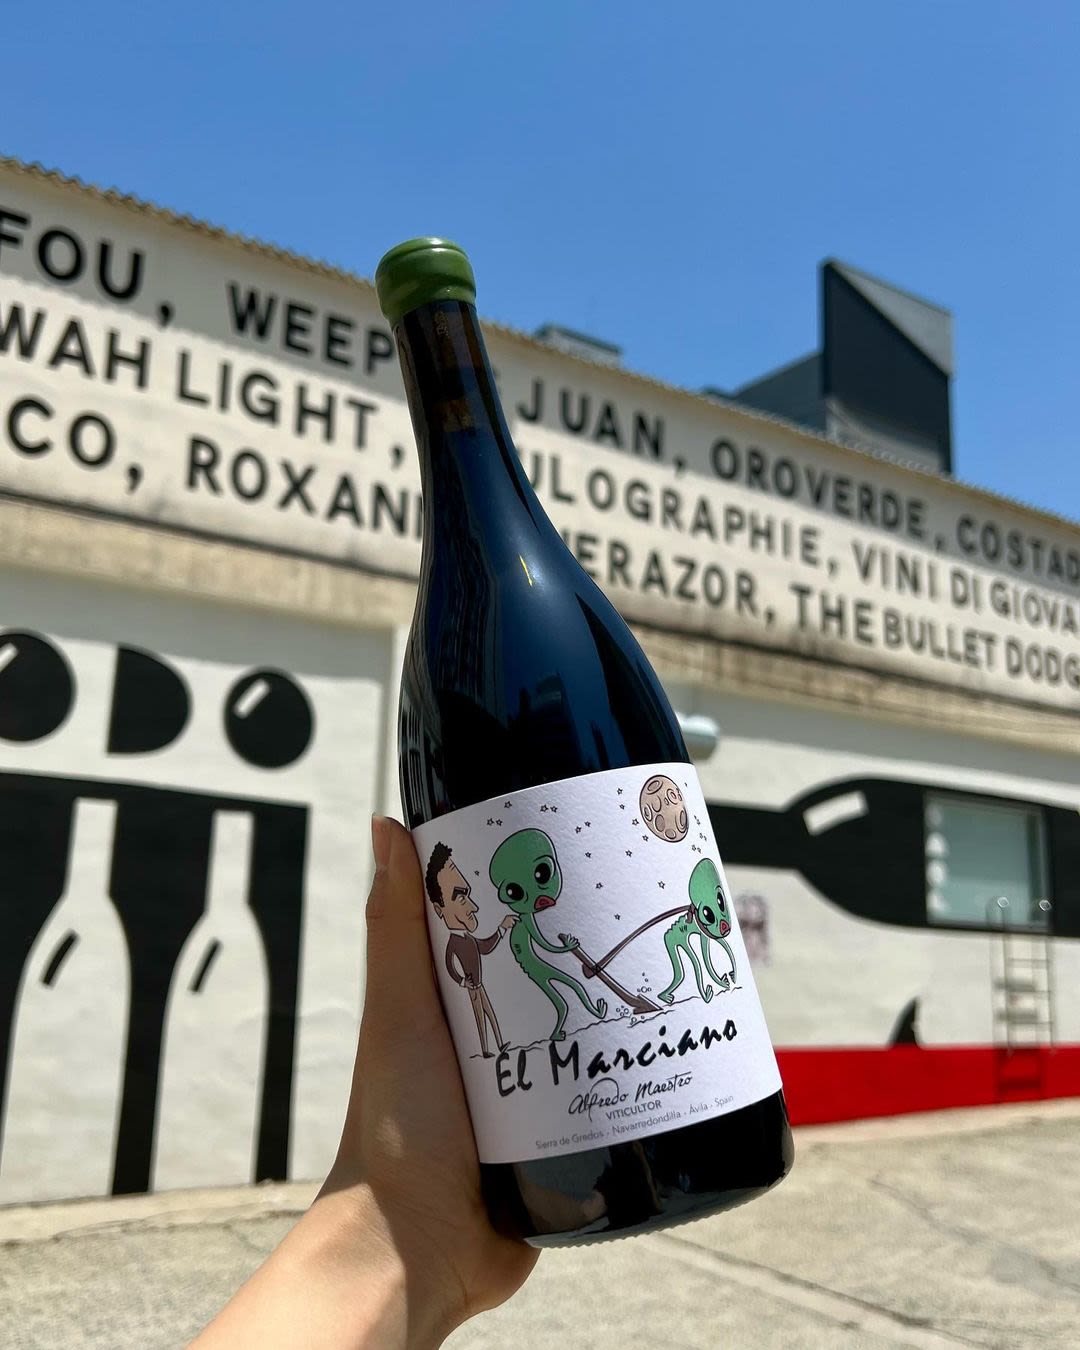 FOU, WEEP JUAN, OROVERDE, COSTAD
WAH LIGHT, ULOGRAPHIE, VINI DI GIOVA
CO, ROXANN ERAZOR, THE BULLET DODG
El Marciano
Alfredo Maestro
VITICULTOR
Sierra de Gredos - Navarredondilla - Ávila - Spain